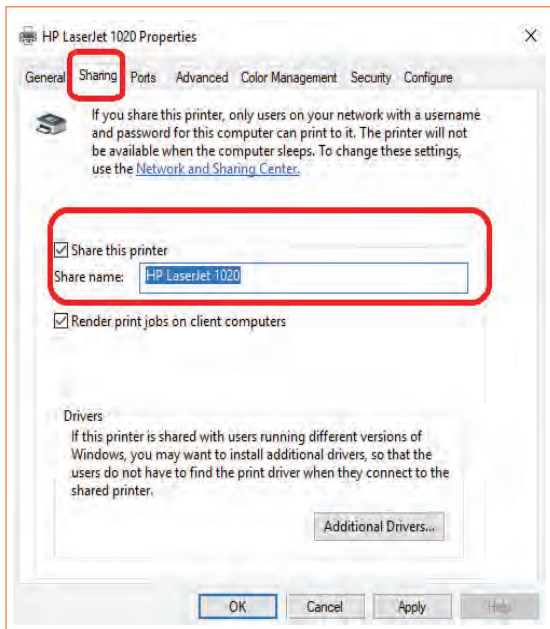 HP LaserJet 1020 Properties
General Sharing Ports Advanced Color Management Security Configure
If you share this printer, only users on your network with a username
and password for this computer can print to it. The printer will not
be available when the computer sleeps. To change these settings,
use the Network and Sharing Center.
Share this printer
Share name: HP LaserJet 1020
Render print jobs on client computers
Drivers
If this printer is shared with users running different versions of
Windows, you may want to install additional drivers, so that the
users do not have to find the print driver when they connect to the
shared printer.
Additional Drivers...
OK Cancel Apply Help